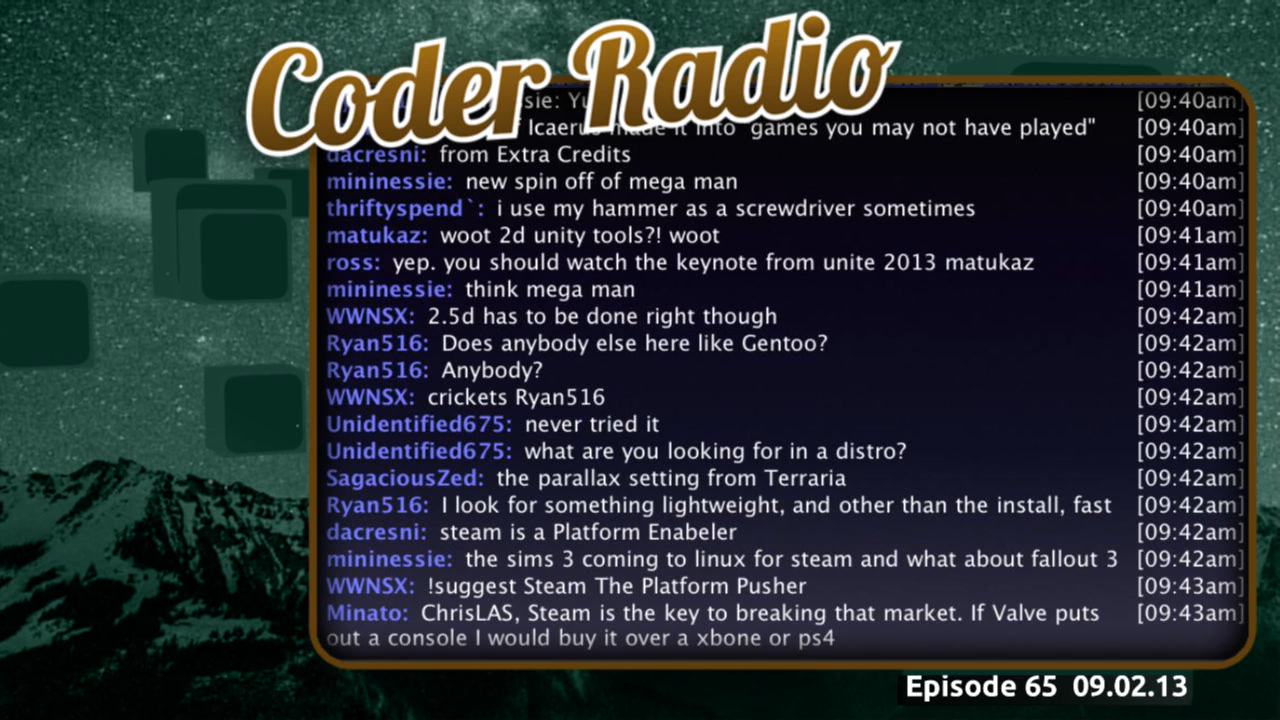 Coder Radio
sie: [09:40am]
Icaerus made it into "games you may not have played" [09:40am]
dacresni: from Extra Credits [09:40am]
mininessie: new spin off of mega man [09:40am]
thriftyspend`: i use my hammer as a screwdriver sometimes [09:40am]
matukaz: woot 2d unity tools?! woot [09:41am]
ross: yep. you should watch the keynote from unite 2013 matukaz [09:41am]
mininessie: think mega man [09:41am]
WWNSX: 2.5d has to be done right though [09:42am]
Ryan516: Does anybody else here like Gentoo? [09:42am]
Ryan516: Anybody? [09:42am]
WWNSX: crickets Ryan516 [09:42am]
Unidentified675: never tried it [09:42am]
Unidentified675: what are you looking for in a distro? [09:42am]
SagaciousZed: the parallax setting from Terraria [09:42am]
Ryan516: I look for something lightweight, and other than the install, fast [09:42am]
dacresni: steam is a Platform Enabeler [09:42am]
mininessie: the sims 3 coming to linux for steam and what about fallout 3 [09:42am]
WWNSX: !suggest Steam The Platform Pusher [09:43am]
Minato: ChrisLAS, Steam is the key to breaking that market. If Valve puts [09:43am]
out a console I would buy it over a xbone or ps4
Episode 65 09.02.13